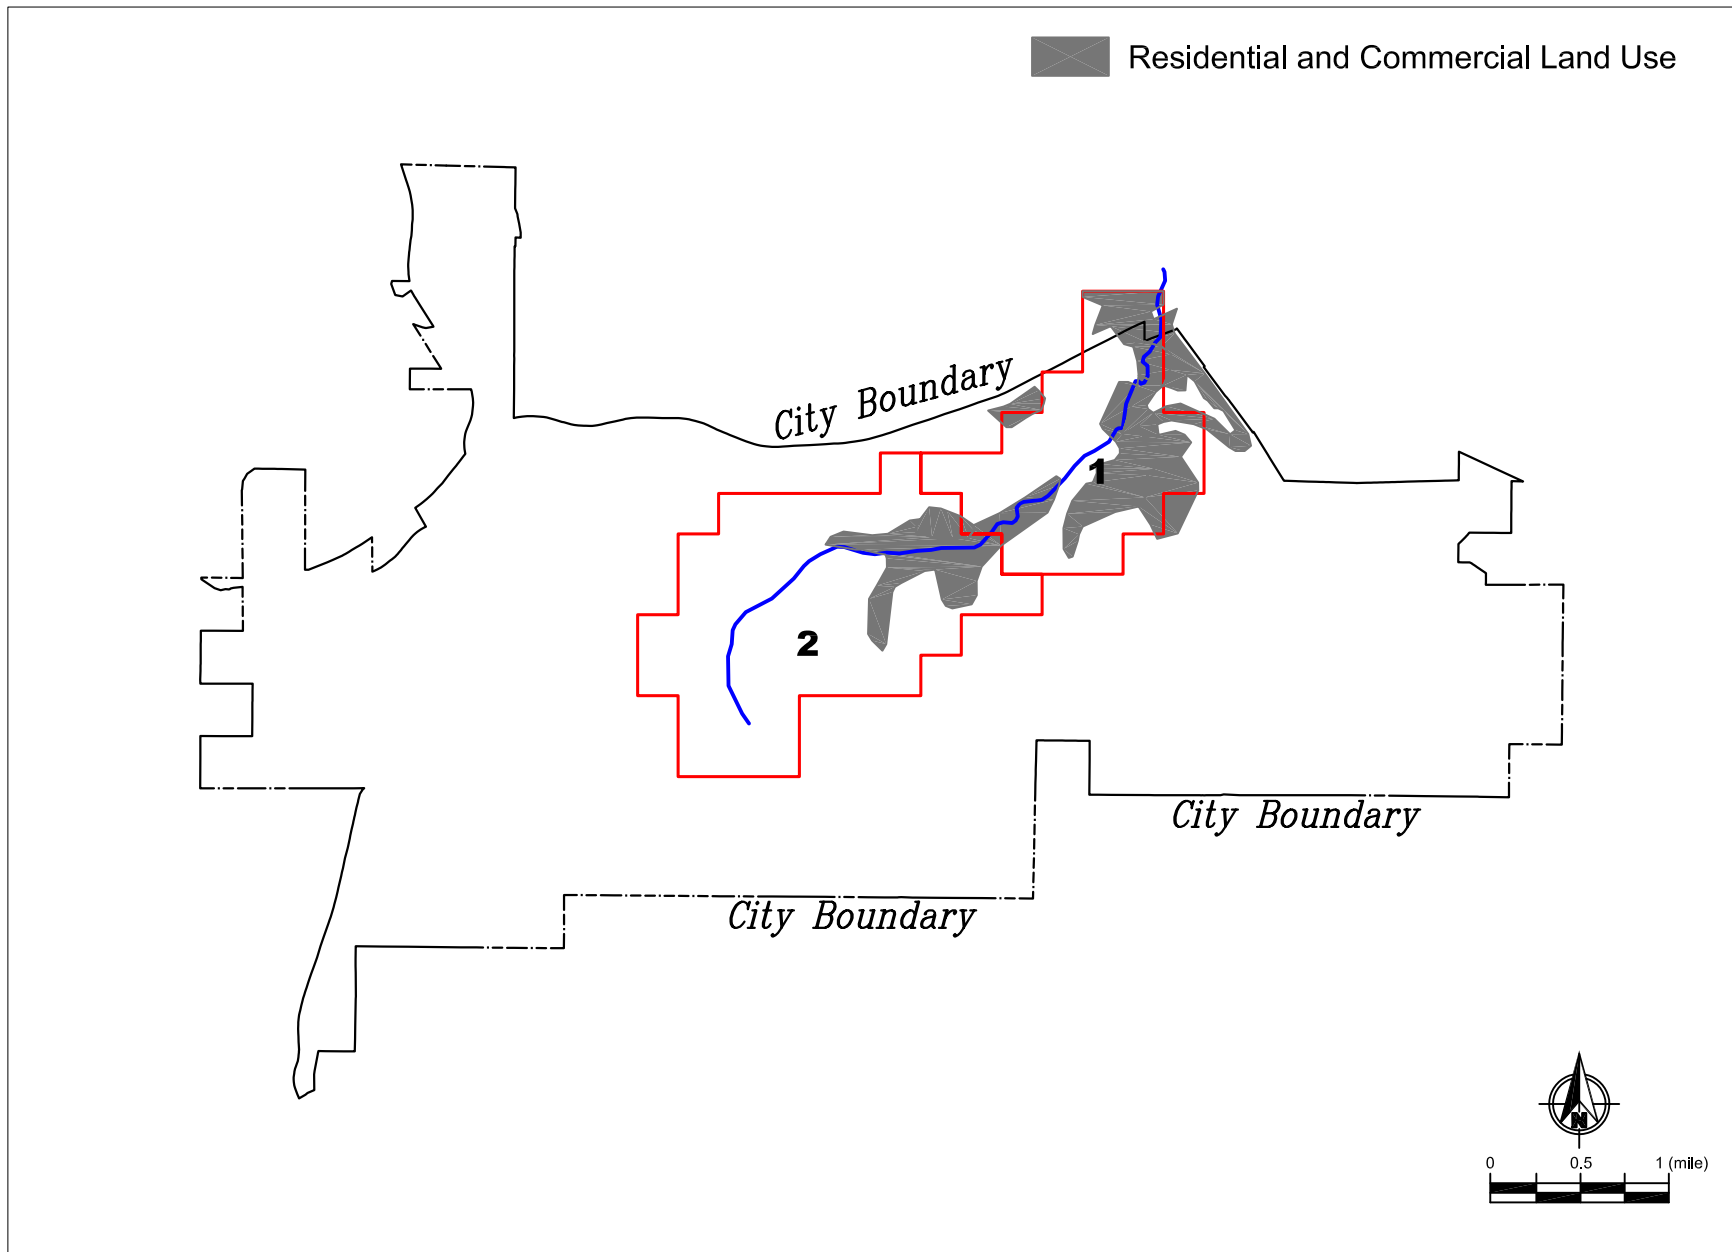 Residential and Commercial Land Use
City Boundary
1
2
City Boundary
City Boundary
N
0 0.5 1 (mile)